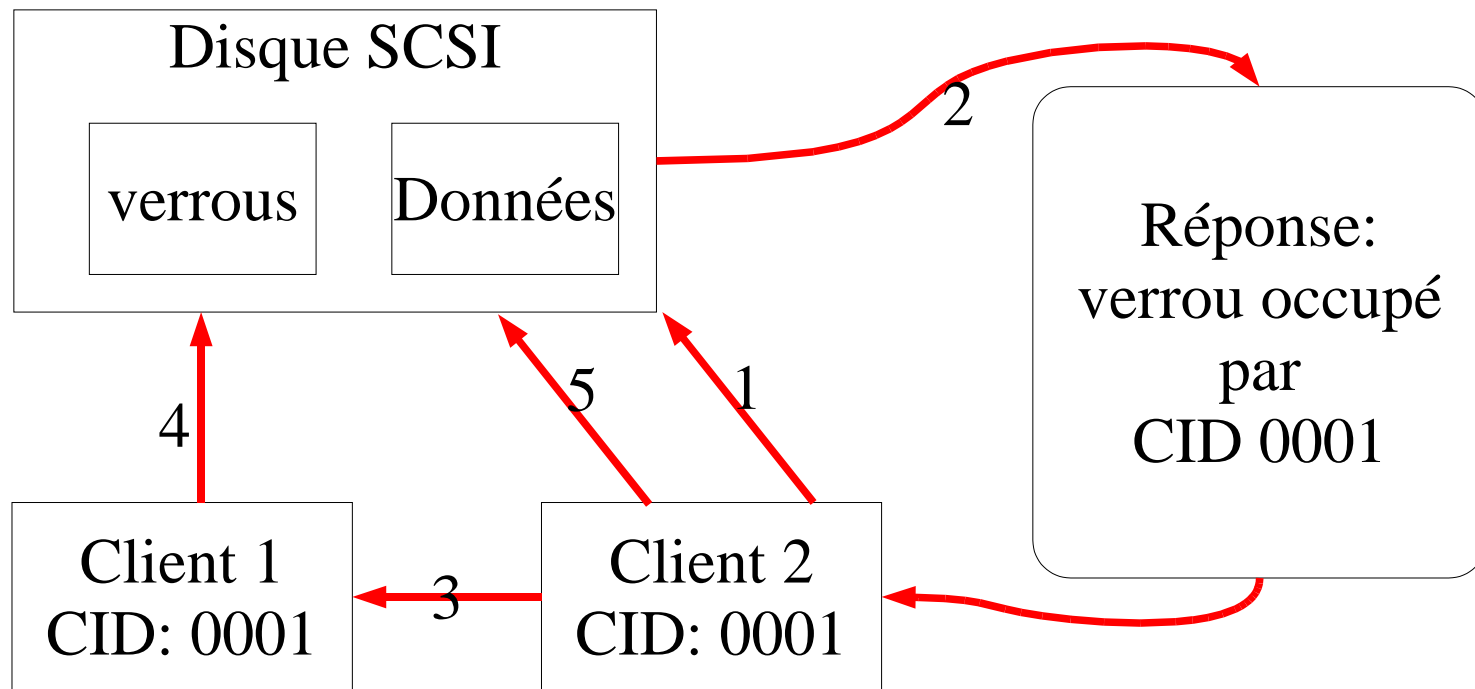 Disque SCSI
verrous
Données
2
Réponse:
verrou occupé
par
CID 0001
4
5
1
Client 1
CID: 0001
3
Client 2
CID: 0001